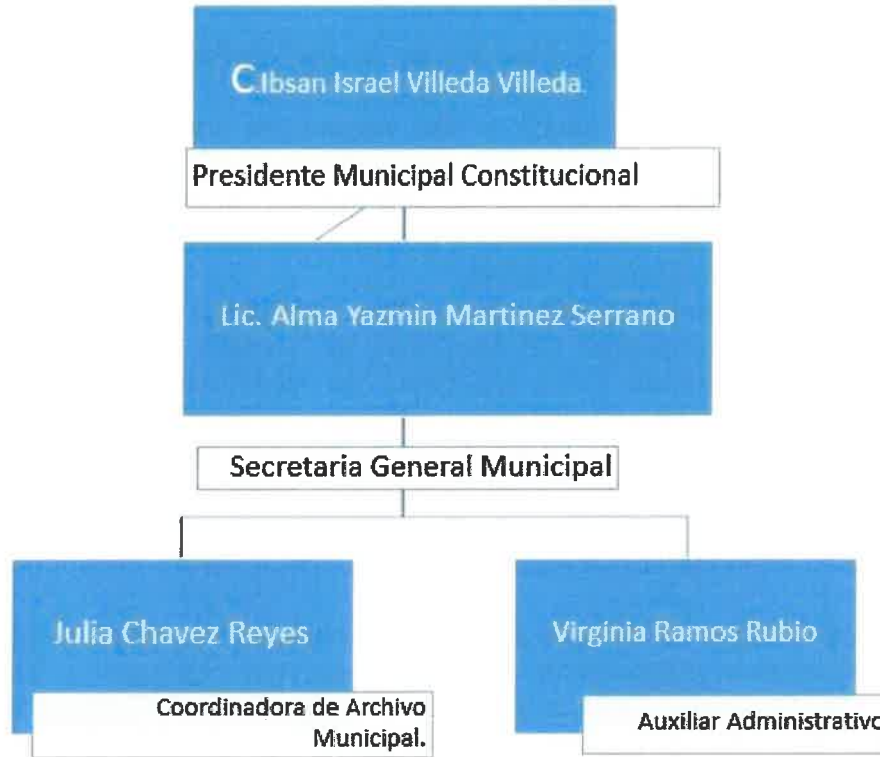 C.Ibsan Israel Villeda Villeda.
Presidente Municipal Constitucional
Lic. Alma Yazmin Martinez Serrano
Secretaria General Municipal
Julia Chavez Reyes
Virginia Ramos Rubio
Coordinadora de Archivo
Municipal.
Auxiliar Administrativo